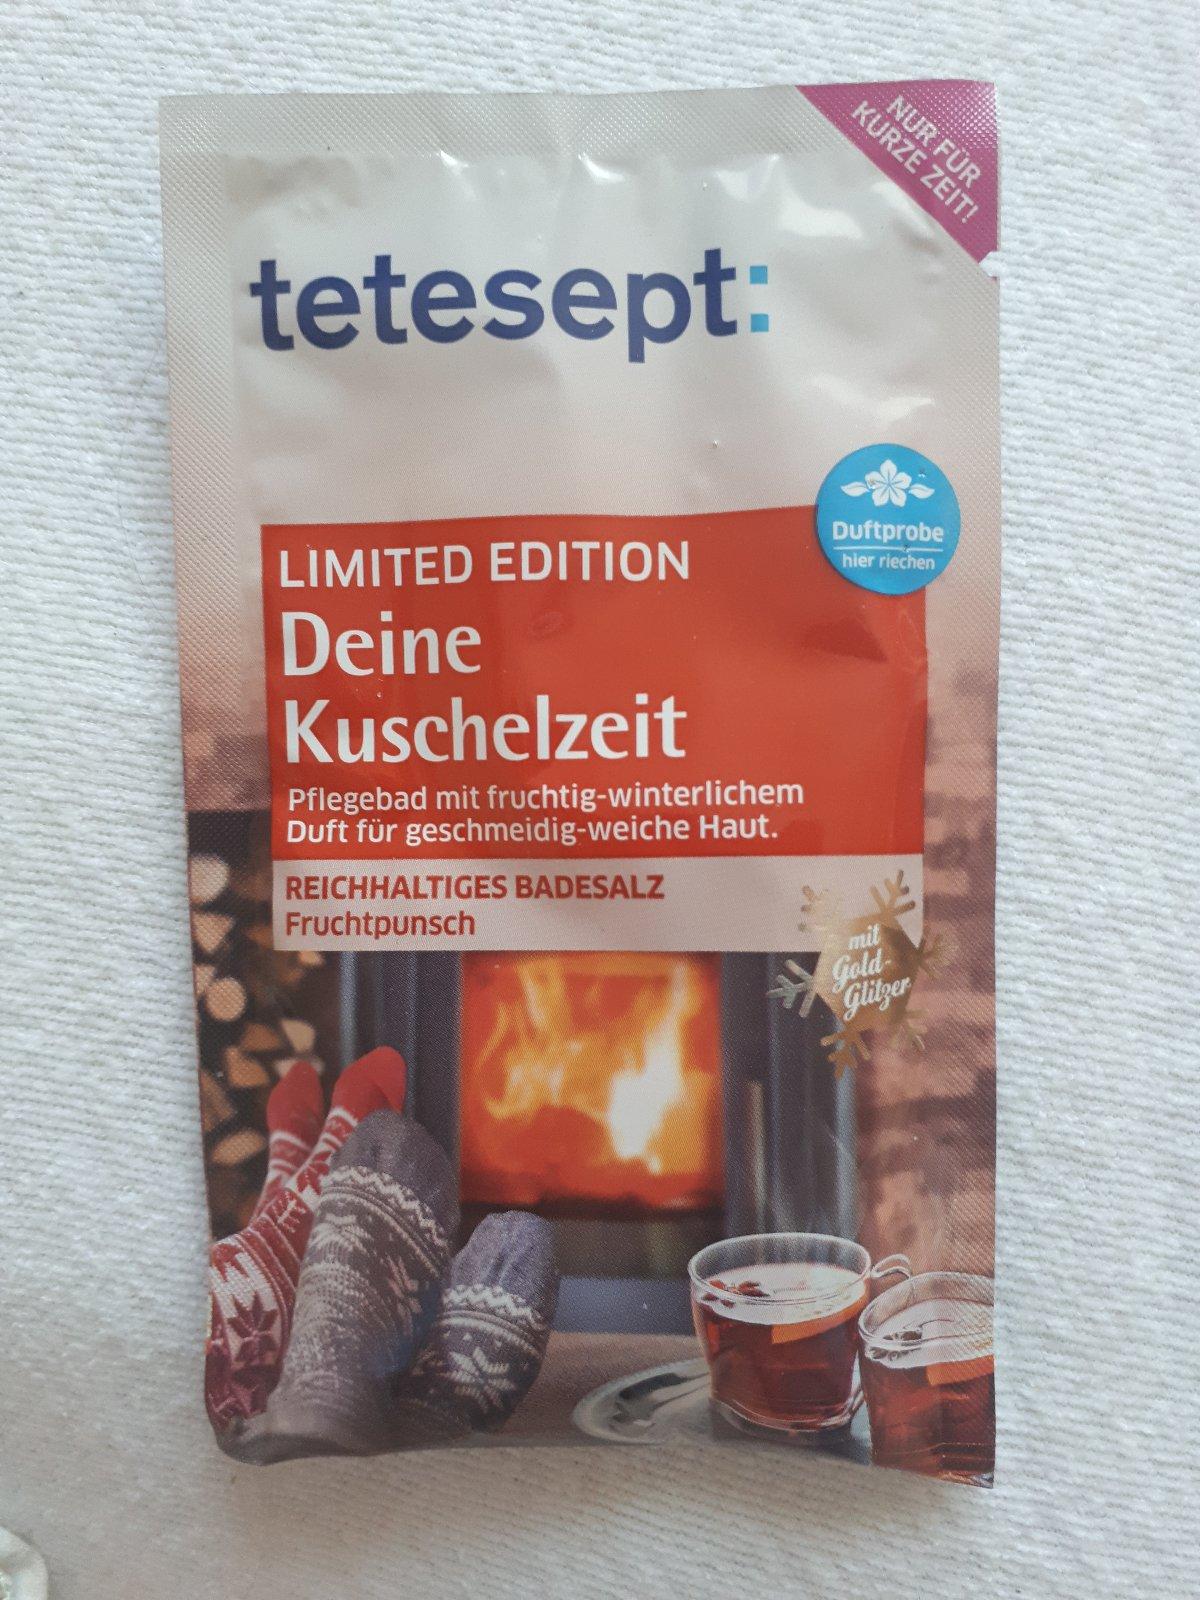 NUR FÜR
KURZE ZEIT!
tetesept:
Duftprobe
hier riechen
LIMITED EDITION
Deine
Kuschelzeit
Pflegebad mit fruchtig-winterlichem
Duft für geschmeidig-weiche Haut.
REICHHALTIGES BADESALZ
Fruchtpunsch
mit
Gold-
Glitzer